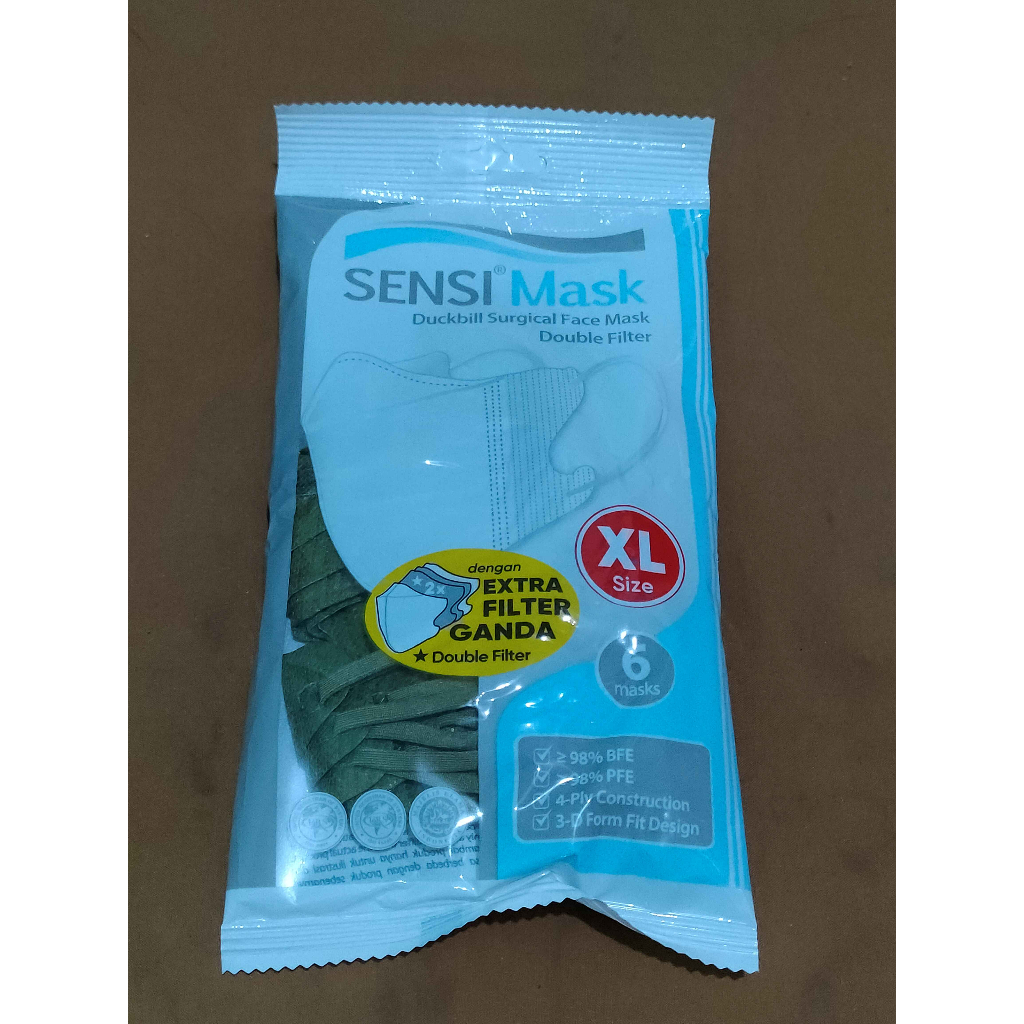 SENSI® Mask
Duckbill Surgical Face Mask
Double Filter
XL
Size
dengan
2x
EXTRA
FILTER
GANDA
★ Double Filter
6
masks
≥ 98% BFE
≥ 98% PFE
4-Ply Construction
3-D Form Fit Design